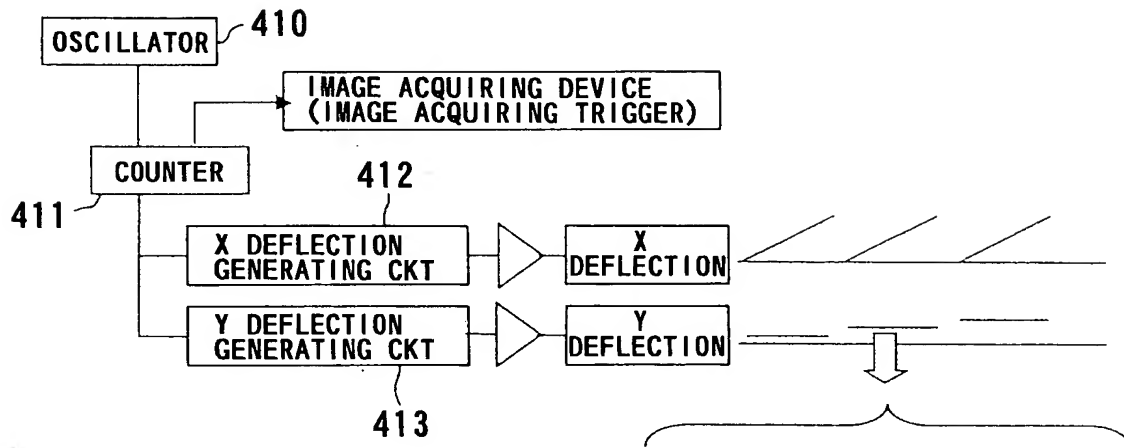 OSCILLATOR
410
IMAGE ACQUIRING DEVICE
(IMAGE ACQUIRING TRIGGER)
COUNTER
411
412
X DEFLECTION
GENERATING CKT
X
DEFLECTION
Y DEFLECTION
GENERATING CKT
Y
DEFLECTION
413